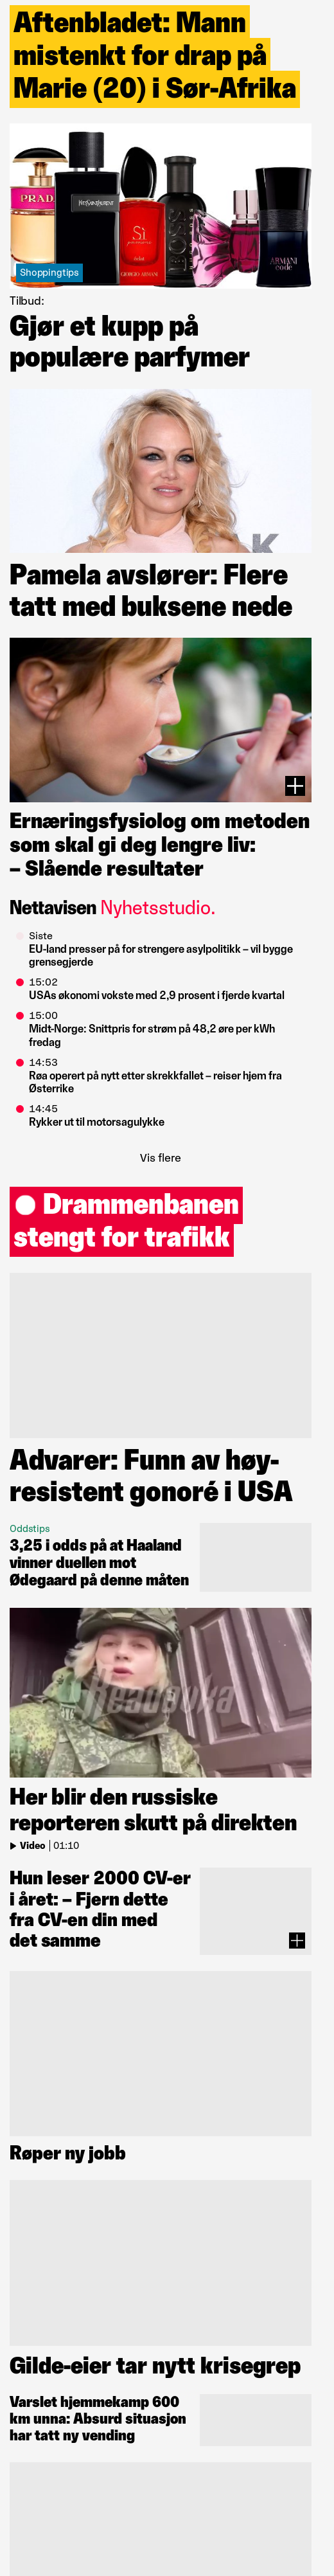 Aftenbladet: Mann
mistenkt for drap på
Marie (20) i Sør-Afrika
PRADA
YVESSAINTLAURENT
Sì
GIORGIO ARMANI
BOSS
ARMANI
code
Shoppingtips
Tilbud:
Gjør et kupp på
populære parfymer
K
Pamela avslører: Flere
tatt med buksene nede
Ernæringsfysiolog om metoden
som skal gi deg lengre liv:
– Slående resultater
Nettavisen Nyhetsstudio.
Siste
EU-land presser på for strengere asylpolitikk – vil bygge
grensegjerde
15:02
USAs økonomi vokste med 2,9 prosent i fjerde kvartal
15:00
Midt-Norge: Snittpris for strøm på 48,2 øre per kWh
fredag
14:53
Røa operert på nytt etter skrekkfallet – reiser hjem fra
Østerrike
14:45
Rykker ut til motorsagulykke
Vis flere
Drammenbanen
stengt for trafikk
Advarer: Funn av høy-
resistent gonoré i USA
Oddstips
3,25 i odds på at Haaland
vinner duellen mot
Ødegaard på denne måten
Readovka
Her blir den russiske
reporteren skutt på direkten
Video | 01:10
Hun leser 2000 CV-er
i året: – Fjern dette
fra CV-en din med
det samme
Røper ny jobb
Gilde-eier tar nytt krisegrep
Varslet hjemmekamp 600
km unna: Absurd situasjon
har tatt ny vending